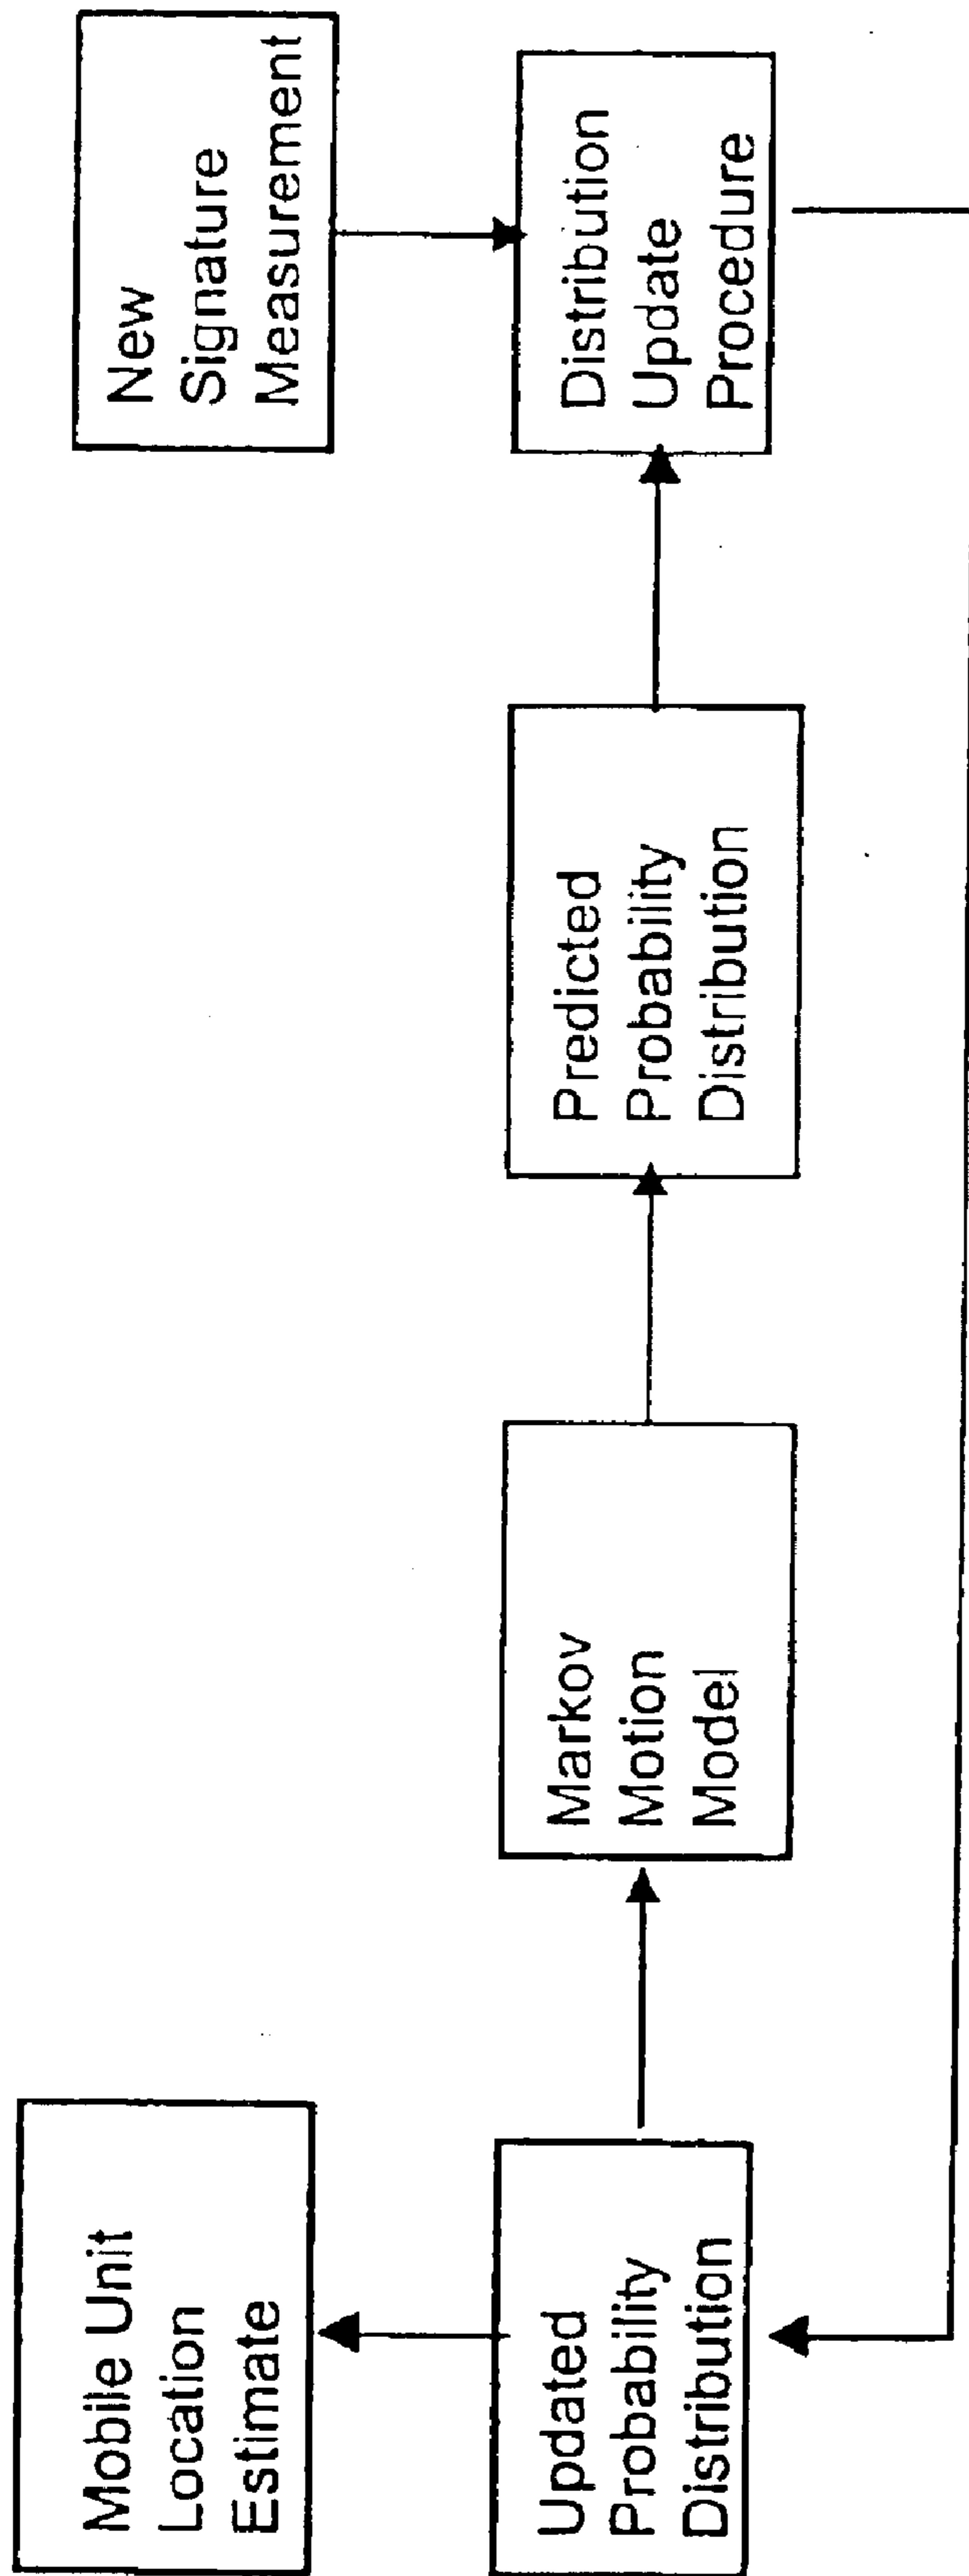 Mobile Unit
Location
Estimate
New
Signature
Measurement
Updated
Probability
Distribution
Markov
Motion
Model
Predicted
Probability
Distribution
Distribution
Update
Procedure